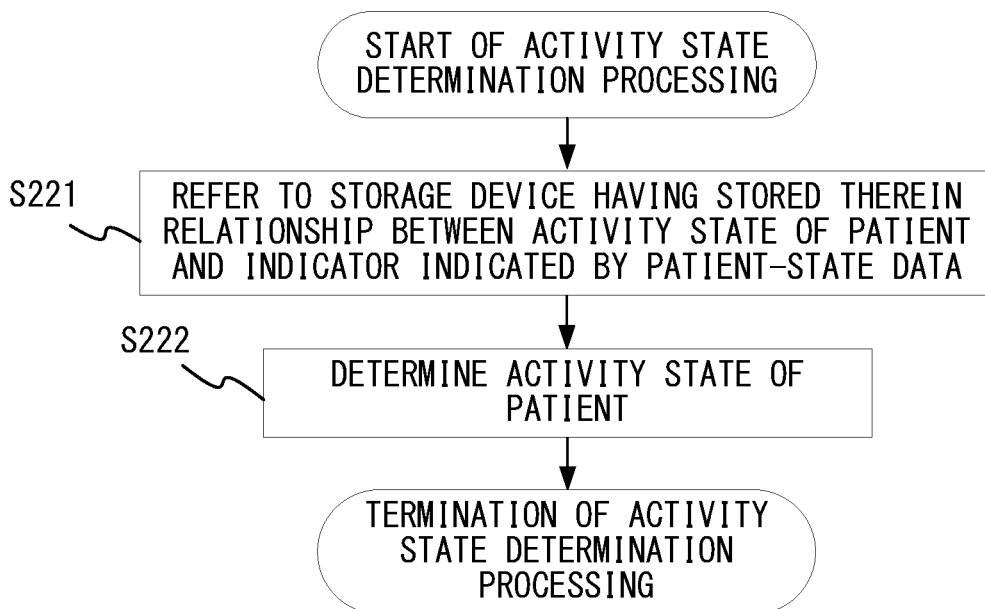 START OF ACTIVITY STATE
DETERMINATION PROCESSING
S221
REFER TO STORAGE DEVICE HAVING STORED THEREIN
RELATIONSHIP BETWEEN ACTIVITY STATE OF PATIENT
AND INDICATOR INDICATED BY PATIENT-STATE DATA
S222
DETERMINE ACTIVITY STATE OF
PATIENT
TERMINATION OF ACTIVITY
STATE DETERMINATION
PROCESSING